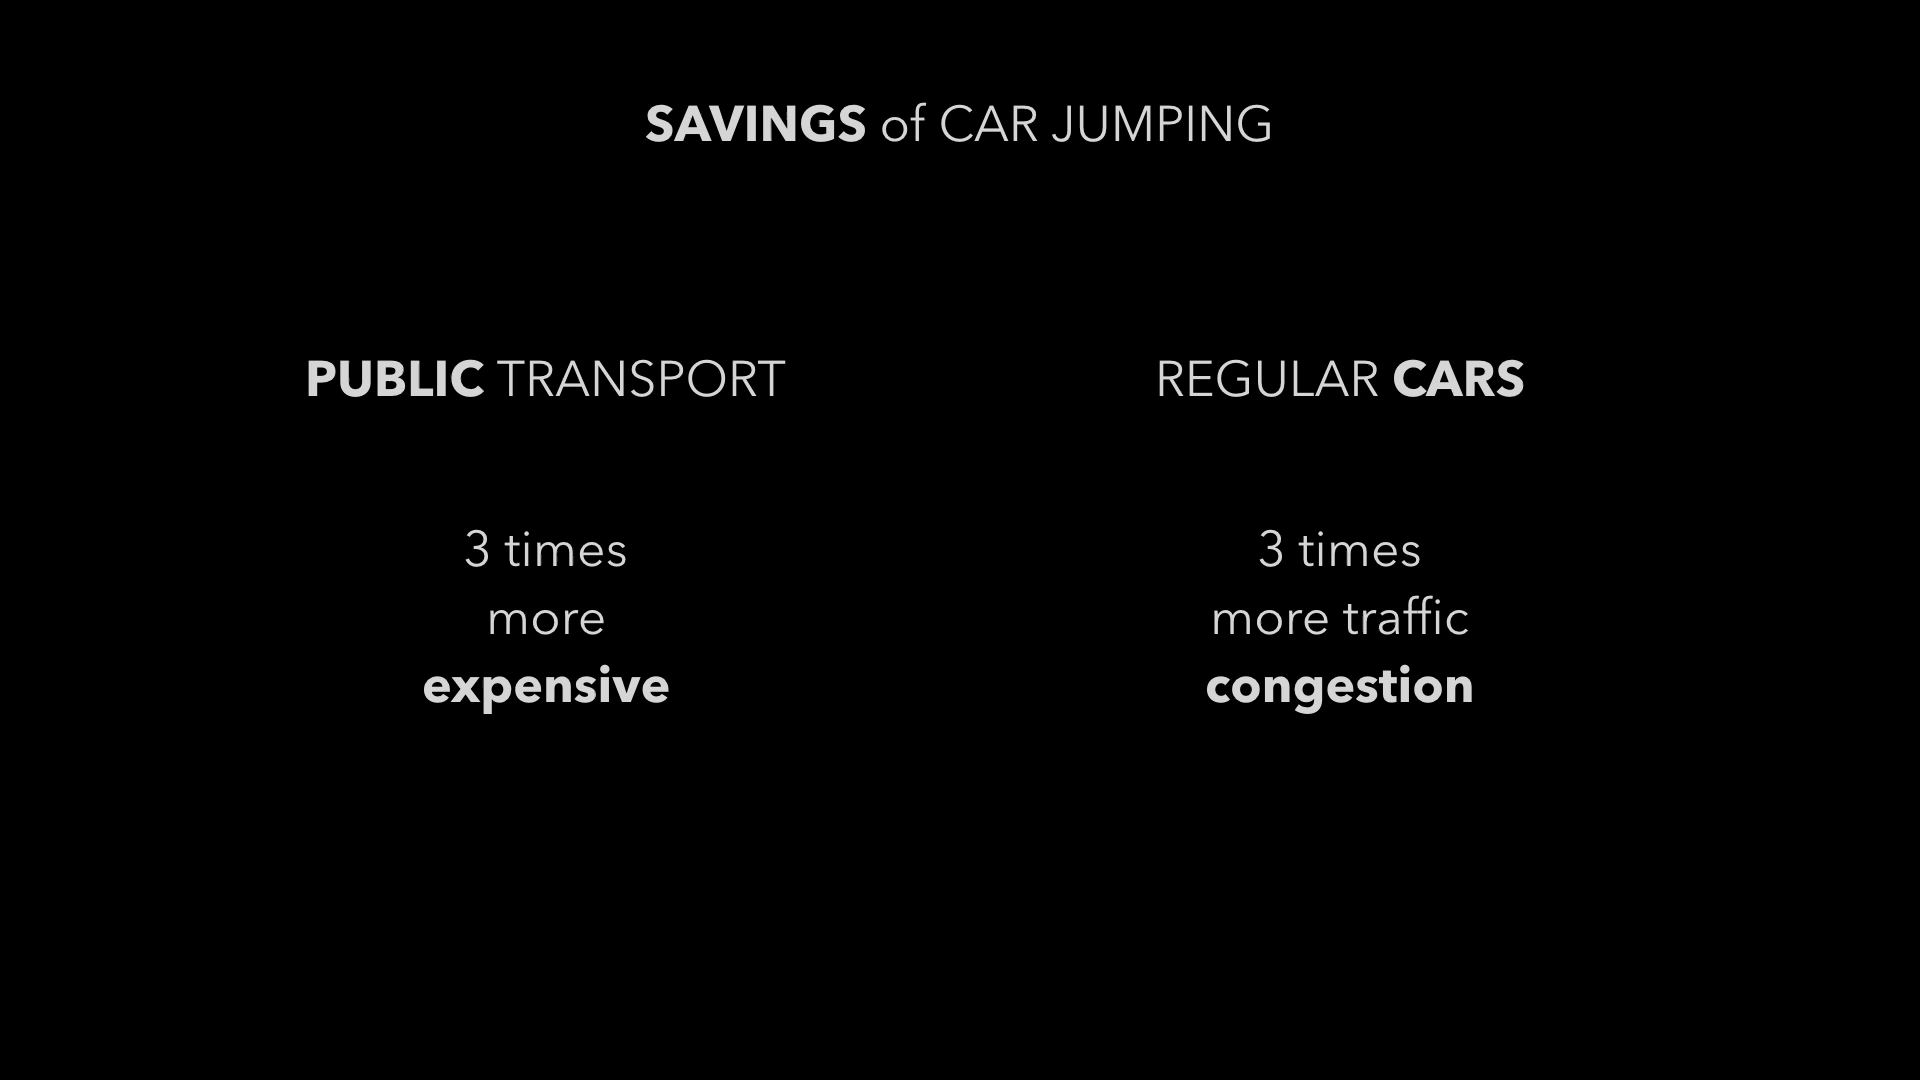 SAVINGS of CAR JUMPING
PUBLIC TRANSPORT
3 times
more
expensive
REGULAR CARS
3 times
more traffic
congestion